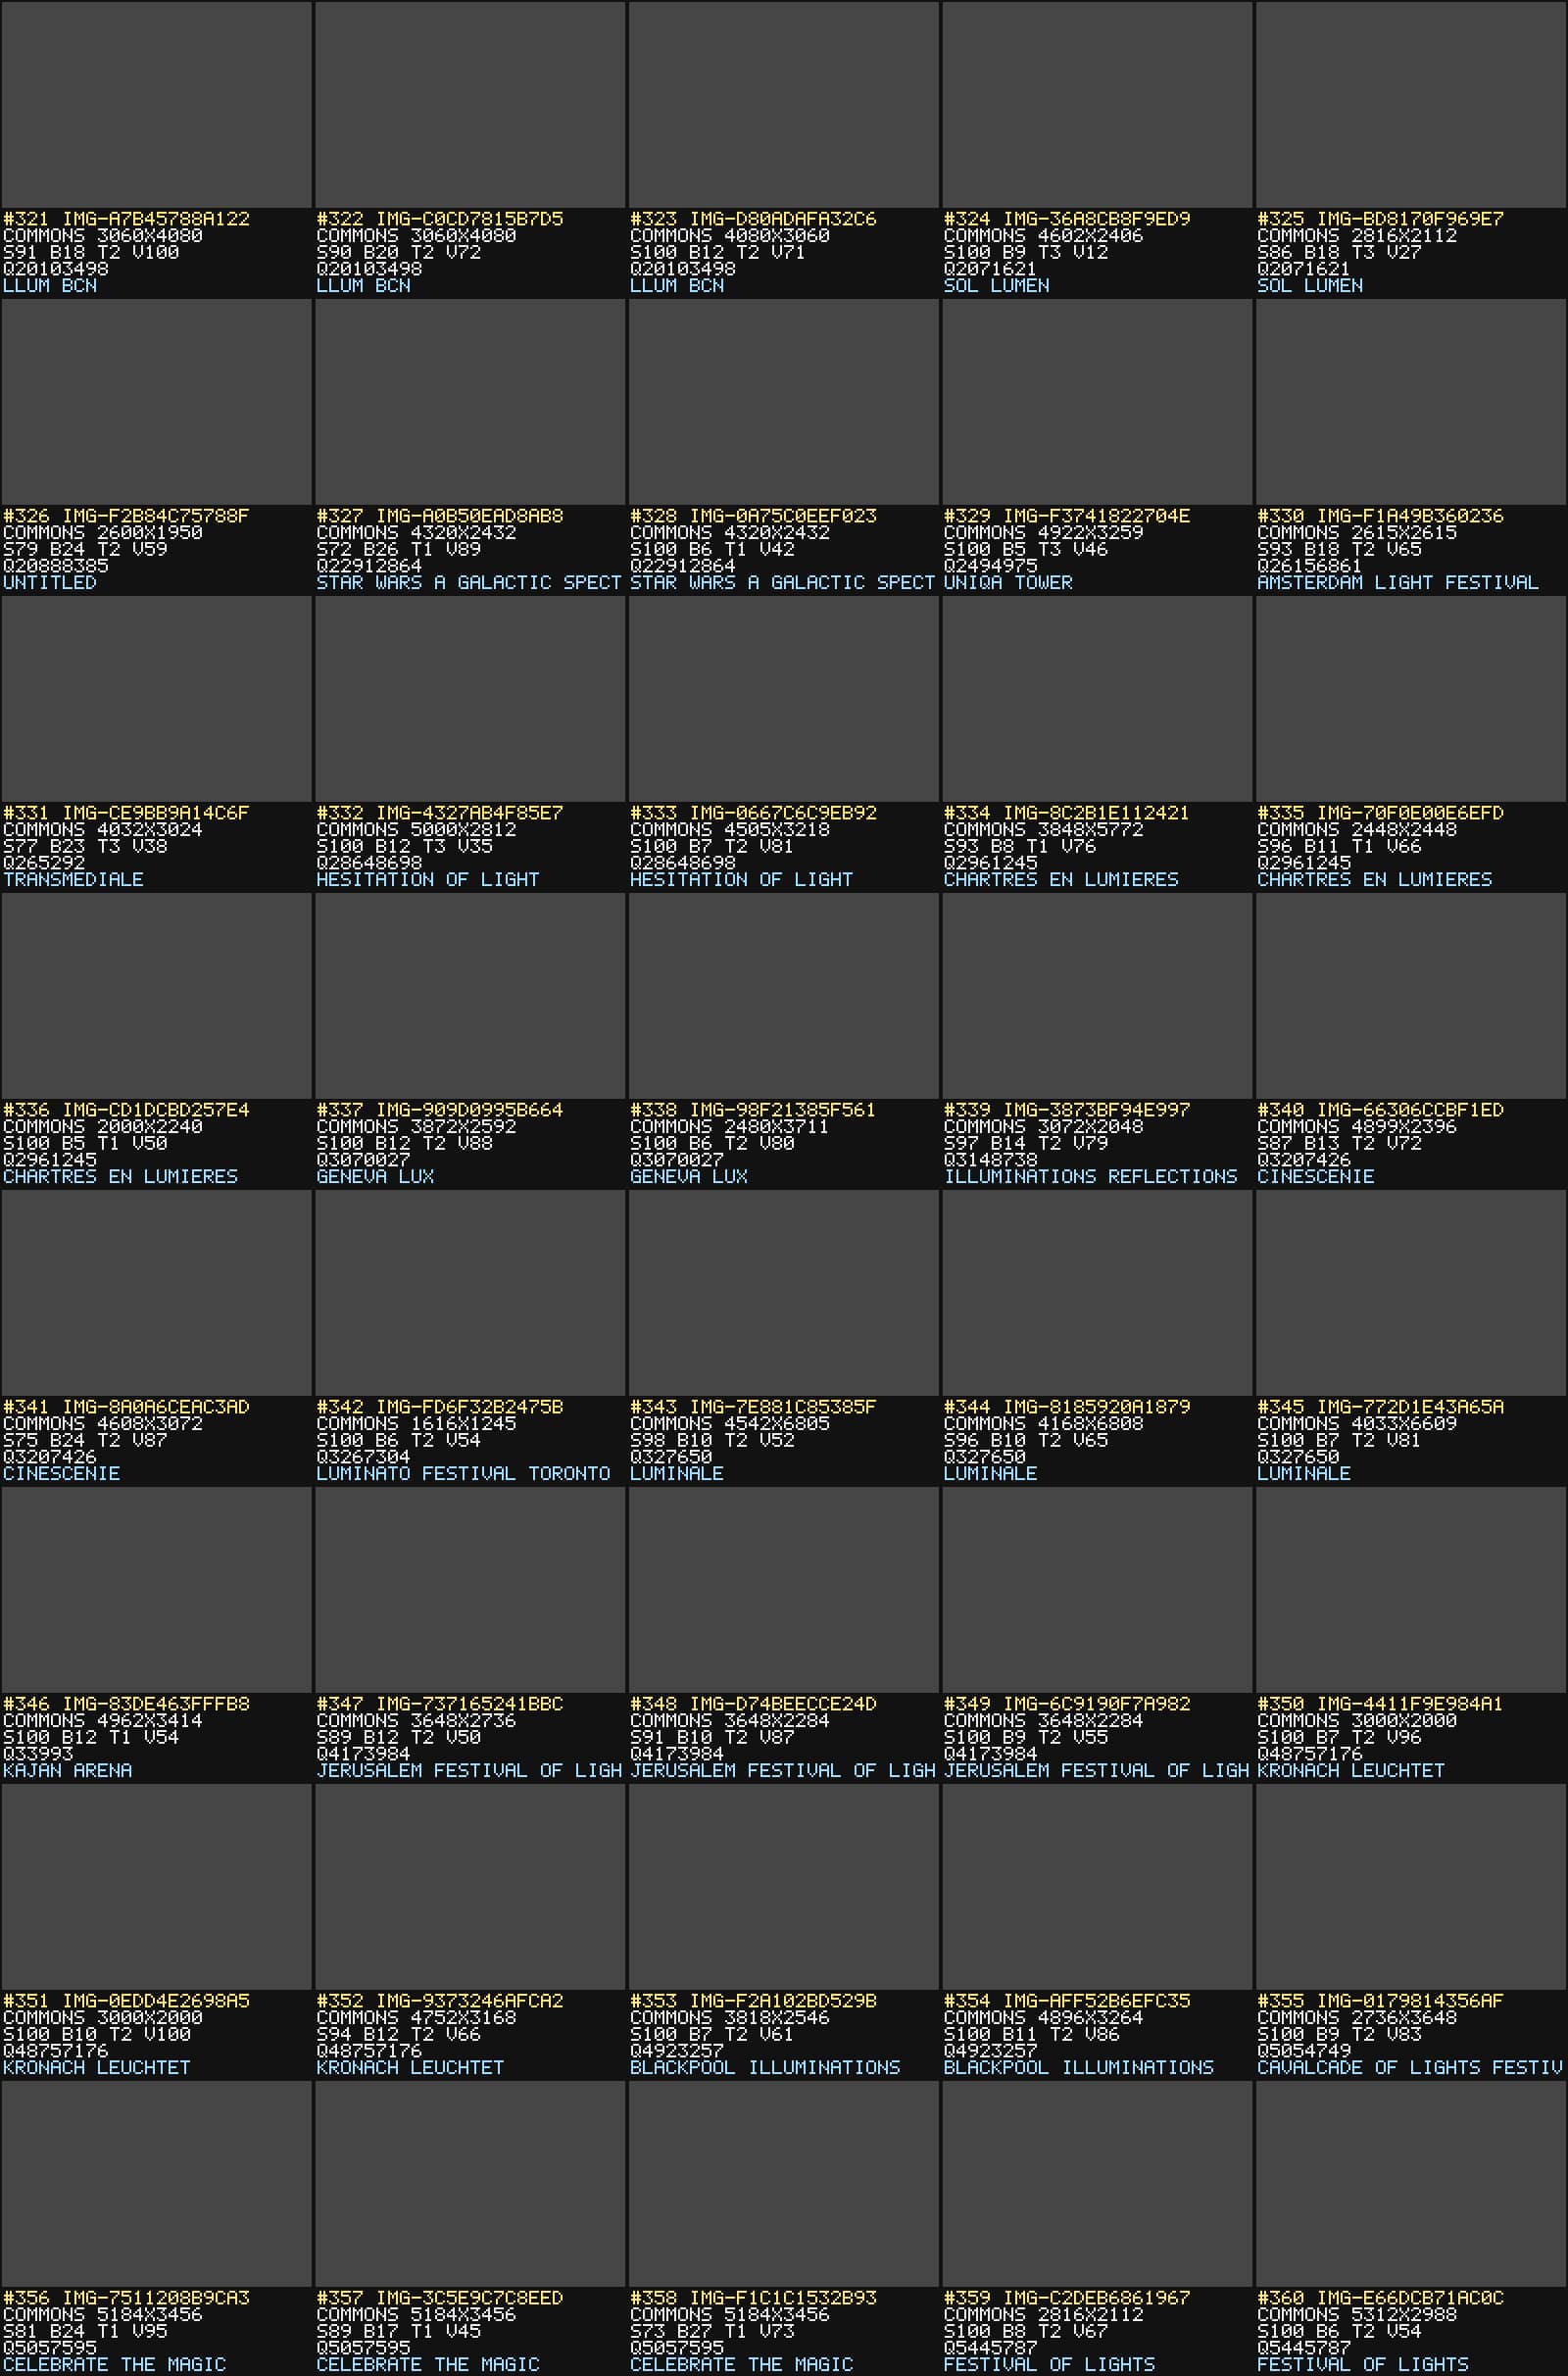 #321 IMG-A7B45788A122
COMMONS 3060X4080
S91 B18 T2 V100
Q20103498
LLUM BCN
#322 IMG-C0CD7815B7D5
COMMONS 3060X4080
S90 B20 T2 V72
Q20103498
LLUM BCN
#323 IMG-D80ADAFA32C6
COMMONS 4080X3060
S100 B12 T2 V71
Q20103498
LLUM BCN
#324 IMG-36A8CB8F9ED9
COMMONS 4602X2406
S100 B9 T3 V12
Q2071621
SOL LUMEN
#325 IMG-BD8170F969E7
COMMONS 2816X2112
S86 B18 T3 V27
Q2071621
SOL LUMEN
#326 IMG-F2B84C75788F
COMMONS 2600X1950
S79 B24 T2 V59
Q20888385
UNTITLED
#327 IMG-A0B50EAD8AB8
COMMONS 4320X2432
S72 B26 T1 V89
Q22912864
STAR WARS A GALACTIC SPECT
#328 IMG-0A75C0EEF023
COMMONS 4320X2432
S100 B6 T1 V42
Q22912864
STAR WARS A GALACTIC SPECT
#329 IMG-F3741822704E
COMMONS 4922X3259
S100 B5 T3 V46
Q2494975
UNIQA TOWER
#330 IMG-F1A49B360236
COMMONS 2615X2615
S93 B18 T2 V65
Q26156861
AMSTERDAM LIGHT FESTIVAL
#331 IMG-CE9BB9A14C6F
COMMONS 4032X3024
S77 B23 T3 V38
Q265292
TRANSMEDIALE
#332 IMG-4327AB4F85E7
COMMONS 5000X2812
S100 B12 T3 V35
Q28648698
HESITATION OF LIGHT
#333 IMG-0667C6C9EB92
COMMONS 4505X3218
S100 B7 T2 V81
Q28648698
HESITATION OF LIGHT
#334 IMG-8C2B1E112421
COMMONS 3848X5772
S93 B8 T1 V76
Q2961245
CHARTRES EN LUMIERES
#335 IMG-70F0E00E6EFD
COMMONS 2448X2448
S96 B11 T1 V66
Q2961245
CHARTRES EN LUMIERES
#336 IMG-CD1DCBD257E4
COMMONS 2000X2240
S100 B5 T1 V50
Q2961245
CHARTRES EN LUMIERES
#337 IMG-909D0995B664
COMMONS 3872X2592
S100 B12 T2 V88
Q3070027
GENEVA LUX
#338 IMG-98F21385F561
COMMONS 2480X3711
S100 B6 T2 V80
Q3070027
GENEVA LUX
#339 IMG-3873BF94E997
COMMONS 3072X2048
S97 B14 T2 V79
Q3148738
ILLUMINATIONS REFLECTIONS
#340 IMG-66306CCBF1ED
COMMONS 4899X2396
S87 B13 T2 V72
Q3207426
CINESCENIE
#341 IMG-8A0A6CEAC3AD
COMMONS 4608X3072
S75 B24 T2 V87
Q3207426
CINESCENIE
#342 IMG-FD6F32B2475B
COMMONS 1616X1245
S100 B6 T2 V54
Q3267304
LUMINATO FESTIVAL TORONTO
#343 IMG-7E881C85385F
COMMONS 4542X6805
S98 B10 T2 V52
Q327650
LUMINALE
#344 IMG-8185920A1879
COMMONS 4168X6808
S96 B10 T2 V65
Q327650
LUMINALE
#345 IMG-772D1E43A65A
COMMONS 4033X6609
S100 B7 T2 V81
Q327650
LUMINALE
#346 IMG-83DE463FFFB8
COMMONS 4962X3414
S100 B12 T1 V54
Q33993
KAJAN ARENA
#347 IMG-737165241BBC
COMMONS 3648X2736
S89 B12 T2 V50
Q4173984
JERUSALEM FESTIVAL OF LIGH
#348 IMG-D74BEECCE24D
COMMONS 3648X2284
S91 B10 T2 V87
Q4173984
JERUSALEM FESTIVAL OF LIGH
#349 IMG-6C9190F7A982
COMMONS 3648X2284
S100 B9 T2 V55
Q4173984
JERUSALEM FESTIVAL OF LIGH
#350 IMG-4411F9E984A1
COMMONS 3000X2000
S100 B7 T2 V96
Q48757176
KRONACH LEUCHTET
#351 IMG-0EDD4E2698A5
COMMONS 3000X2000
S100 B10 T2 V100
Q48757176
KRONACH LEUCHTET
#352 IMG-9373246AFCA2
COMMONS 4752X3168
S94 B12 T2 V66
Q48757176
KRONACH LEUCHTET
#353 IMG-F2A102BD529B
COMMONS 3818X2546
S100 B7 T2 V61
Q4923257
BLACKPOOL ILLUMINATIONS
#354 IMG-AFF52B6EFC35
COMMONS 4896X3264
S100 B11 T2 V86
Q4923257
BLACKPOOL ILLUMINATIONS
#355 IMG-0179814356AF
COMMONS 2736X3648
S100 B9 T2 V83
Q5054749
CAVALCADE OF LIGHTS FESTIV
#356 IMG-7511208B9CA3
COMMONS 5184X3456
S81 B24 T1 V95
Q5057595
CELEBRATE THE MAGIC
#357 IMG-3C5E9C7C8EED
COMMONS 5184X3456
S89 B17 T1 V45
Q5057595
CELEBRATE THE MAGIC
#358 IMG-F1C1C1532B93
COMMONS 5184X3456
S73 B27 T1 V73
Q5057595
CELEBRATE THE MAGIC
#359 IMG-C2DEB6861967
COMMONS 2816X2112
S100 B8 T2 V67
Q5445787
FESTIVAL OF LIGHTS
#360 IMG-E66DCB71AC0C
COMMONS 5312X2988
S100 B6 T2 V54
Q5445787
FESTIVAL OF LIGHTS